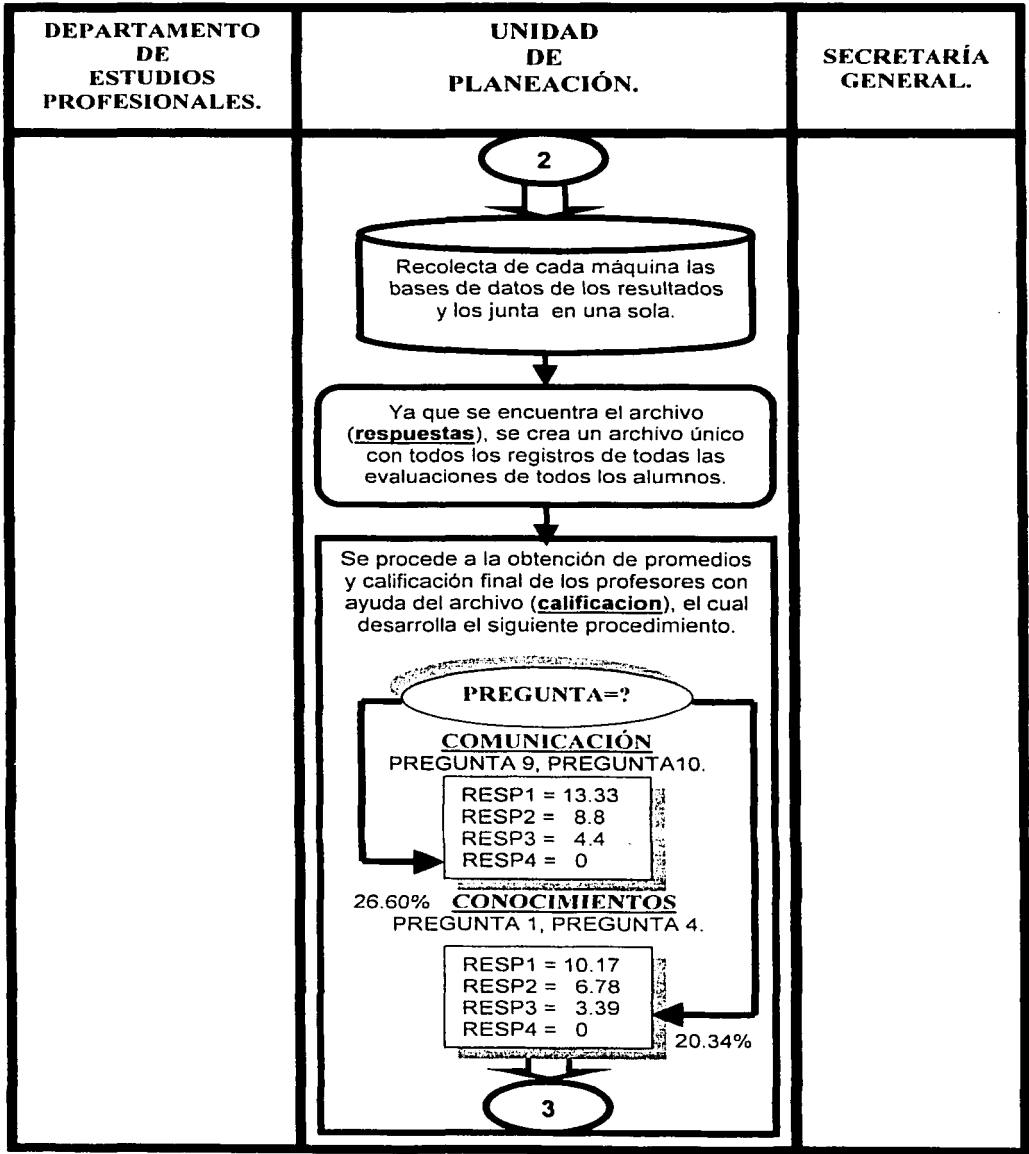 DEPARTAMENTO
DE
ESTUDIOS
PROFESIONALES.
UNIDAD
DE
PLANEACIÓN.
SECRETARÍA
GENERAL.
2
Recolecta de cada máquina las
bases de datos de los resultados
y los junta en una sola.
Ya que se encuentra el archivo
(respuestas), se crea un archivo único
con todos los registros de todas las
evaluaciones de todos los alumnos.
Se procede a la obtención de promedios
y calificación final de los profesores con
ayuda del archivo (calificacion), el cual
desarrolla el siguiente procedimiento.
PREGUNTA=?
COMUNICACIÓN
PREGUNTA 9, PREGUNTA10.
RESP1 = 13.33
RESP2 = 8.8
RESP3 = 4.4
RESP4 = 0
26.60% CONOCIMIENTOS
PREGUNTA 1, PREGUNTA 4.
RESP1 = 10.17
RESP2 = 6.78
RESP3 = 3.39
RESP4 = 0
20.34%
3